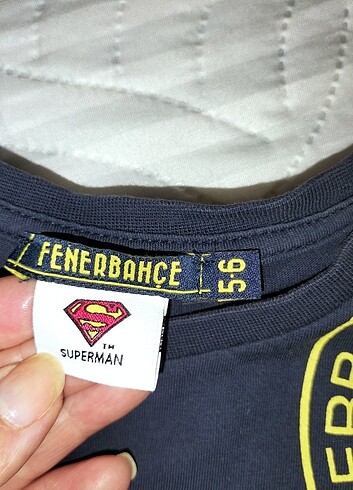 FENERBAHÇE
5-6
S
TM
SUPERMAN